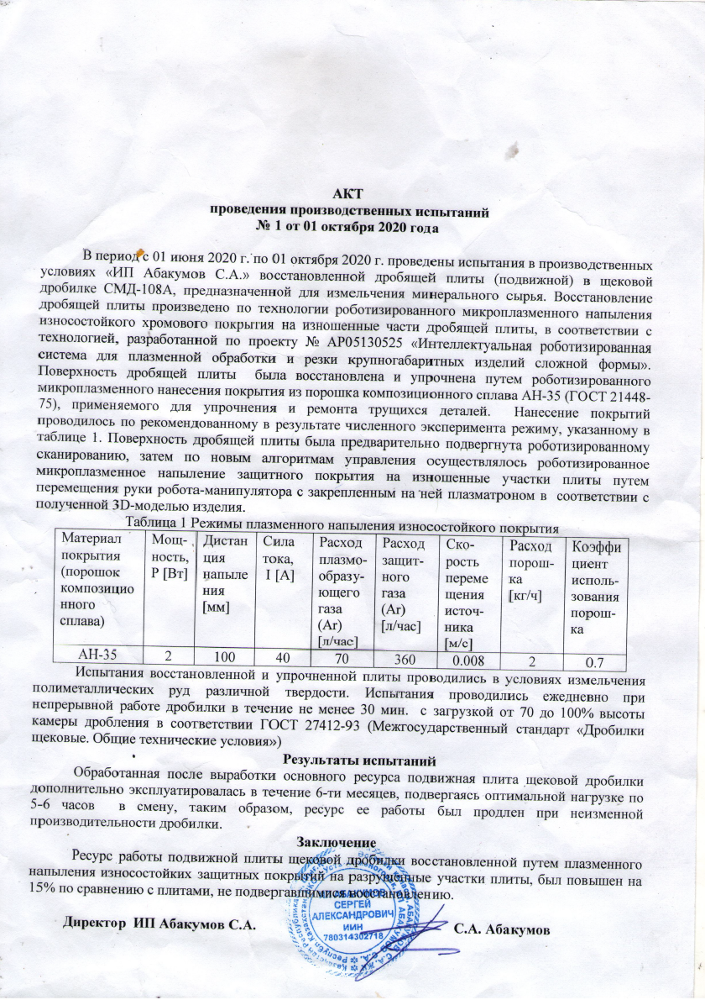 АКТ
проведения производственных испытаний
№ 1 от 01 октября 2020 года
В период с 01 июня 2020 г. по 01 октября 2020 г. проведены испытания в производственных
условиях «ИП Абакумов С.А.» восстановленной дробящей плиты (подвижной) в щековой
дробилке СМД-108А, предназначенной для измельчения минерального сырья. Восстановление
дробящей плиты произведено по технологии роботизированного микроплазменного напыления
износостойкого хромового покрытия на изношенные части дробящей плиты, в соответствии с
технологией, разработанной по проекту № АР05130525 «Интеллектуальная роботизированная
система для плазменной обработки и резки крупногабаритных изделий сложной формы».
Поверхность дробящей плиты была восстановлена и упрочнена путем роботизированного
микроплазменного нанесения покрытия из порошка композиционного сплава АН-35 (ГОСТ 21448-
75), применяемого для упрочнения и ремонта трущихся деталей. Нанесение покрытий
проводилось по рекомендованному в результате численного эксперимента режиму, указанному в
таблице 1. Поверхность дробящей плиты была предварительно подвергнута роботизированному
сканированию, затем по новым алгоритмам управления осуществлялось роботизированное
микроплазменное напыление защитного покрытия на изношенные участки плиты путем
перемещения руки робота-манипулятора с закрепленным на ней плазматроном в соответствии с
полученной 3D-моделью изделия.
Таблица 1 Режимы плазменного напыления износостойкого покрытия
Материал покрытия (порошок композицио нного сплава) Мощ- ность, P [Вт] Дистан ция напыле ния [мм] Сила тока, I [А] Расход плазмо- образу- ющего газа (Ar) [л/час] Расход защит- ного газа (Ar) [л/час] Ско- рость переме щения источ- ника [м/с] Расход порош- ка [кг/ч] Коэффи циент исполь- зования порош- ка
АН-35 2 100 40 70 360 0.008 2 0.7
Испытания восстановленной и упрочненной плиты проводились в условиях измельчения
полиметаллических руд различной твердости. Испытания проводились ежедневно при
непрерывной работе дробилки в течение не менее 30 мин. с загрузкой от 70 до 100% высоты
камеры дробления в соответствии ГОСТ 27412-93 (Межгосударственный стандарт «Дробилки
щековые. Общие технические условия»)
Результаты испытаний
Обработанная после выработки основного ресурса подвижная плита щековой дробилки
дополнительно эксплуатировалась в течение 6-ти месяцев, подвергаясь оптимальной нагрузке по
5-6 часов в смену, таким образом, ресурс ее работы был продлен при неизменной
производительности дробилки.
Заключение
Ресурс работы подвижной плиты щековой дробилки восстановленной путем плазменного
напыления износостойких защитных покрытий на разрушенные участки плиты, был повышен на
15% по сравнению с плитами, не подвергавшимися восстановлению.
Директор ИП Абакумов С.А. С.А. Абакумов
АБАКУМОВ
СЕРГЕЙ
АЛЕКСАНДРОВИЧ
ИИН
780314302718